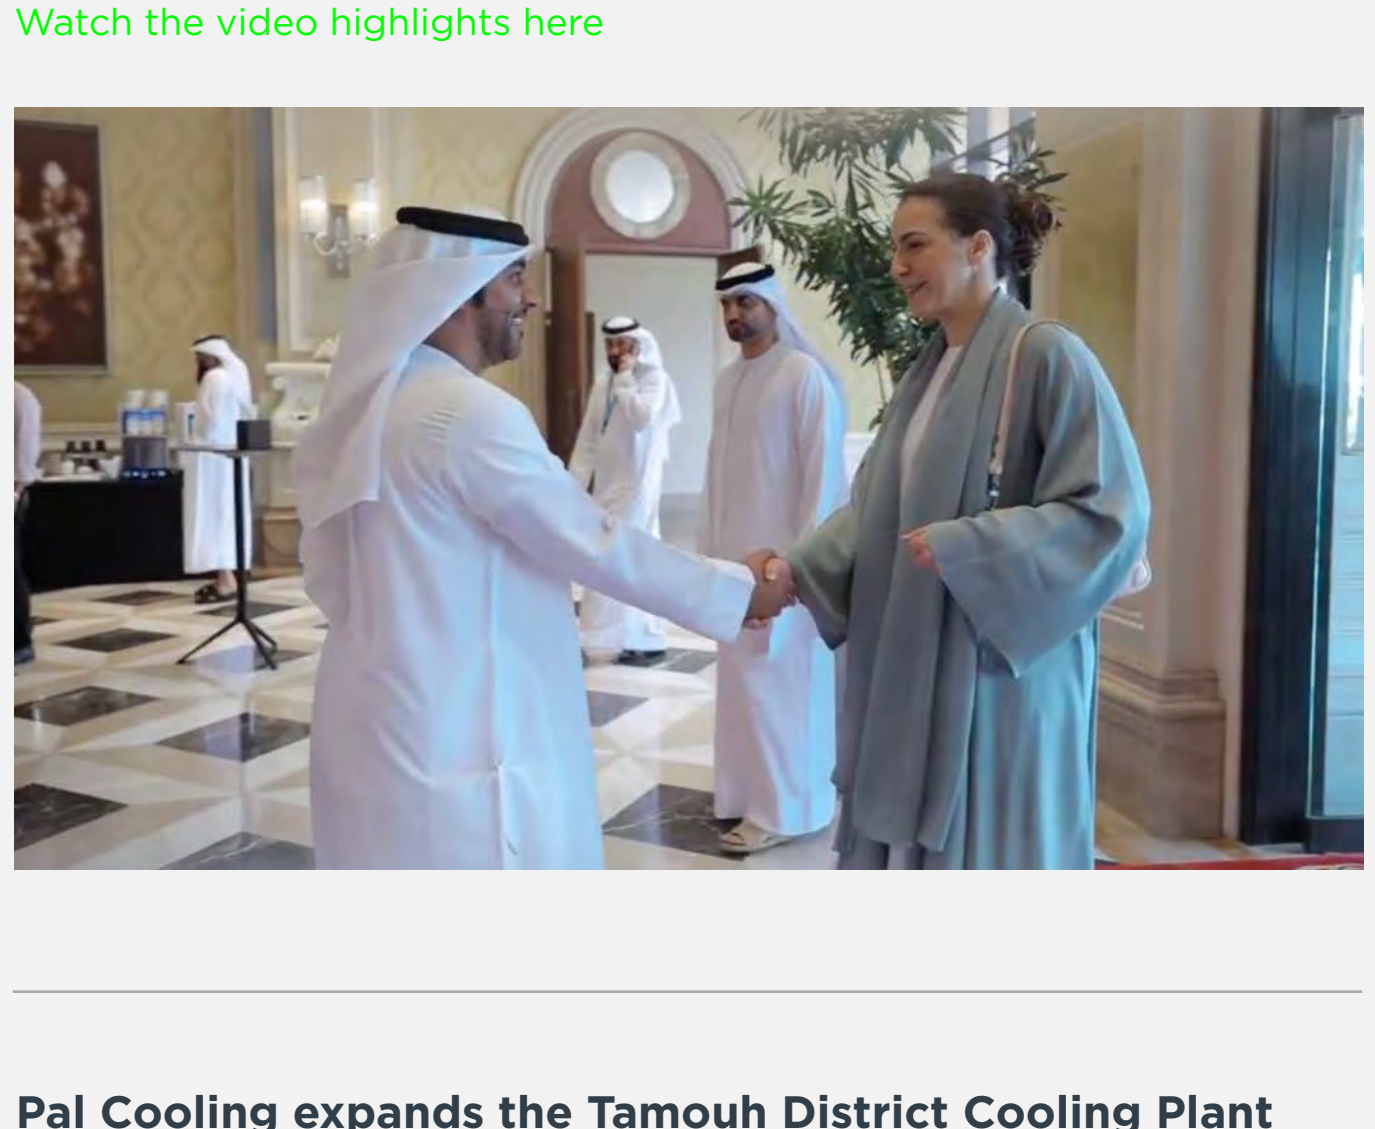 Watch the video highlights here
Pal Cooling expands the Tamouh District Cooling Plant